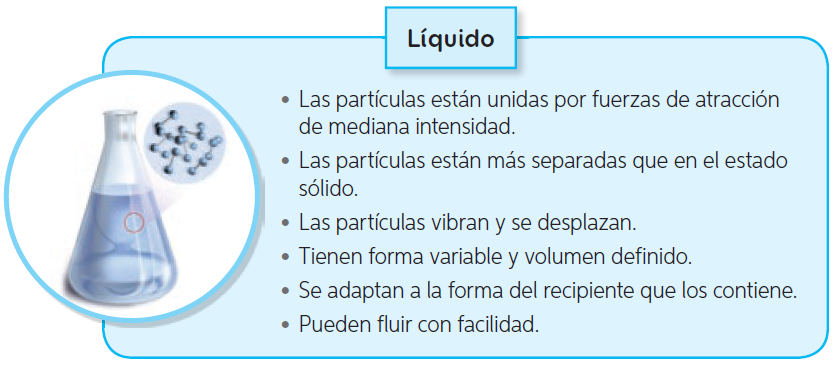 Líquido
• Las partículas están unidas por fuerzas de atracción
de mediana intensidad.
• Las partículas están más separadas que en el estado
sólido.
• Las partículas vibran y se desplazan.
• Tienen forma variable y volumen definido.
• Se adaptan a la forma del recipiente que los contiene.
• Pueden fluir con facilidad.